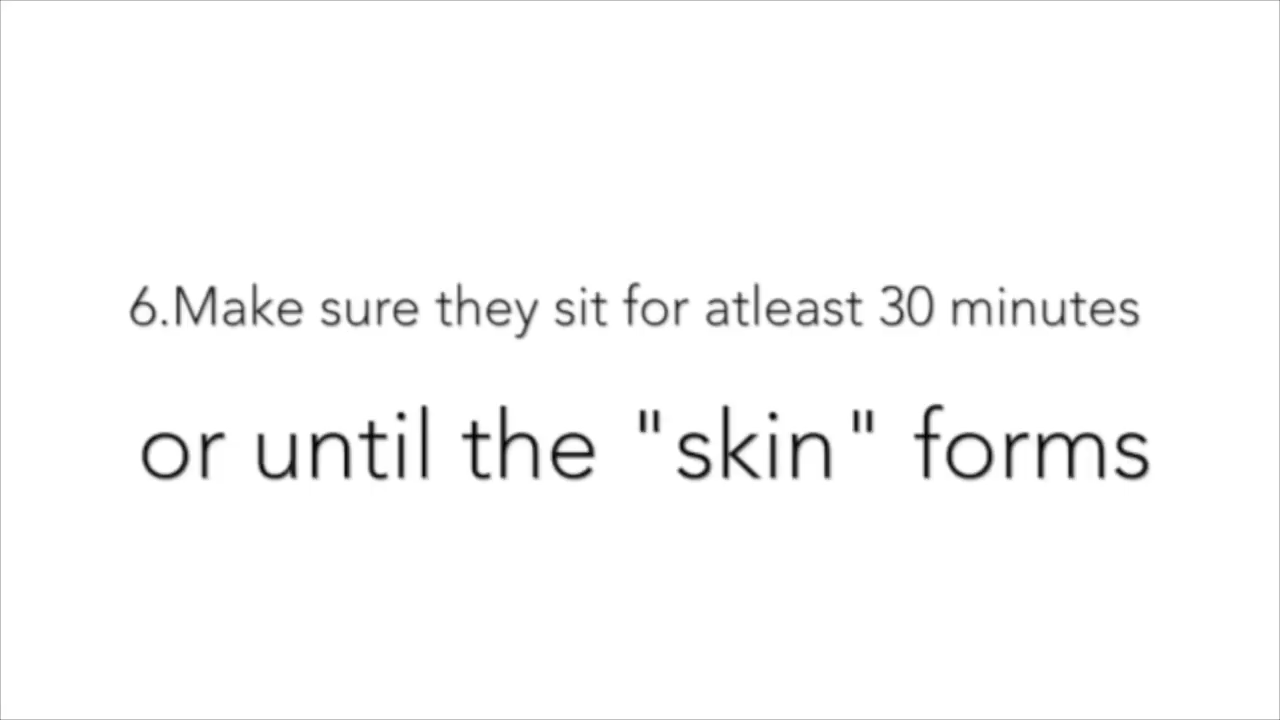 6.Make sure they sit for atleast 30 minutes
or until the "skin" forms